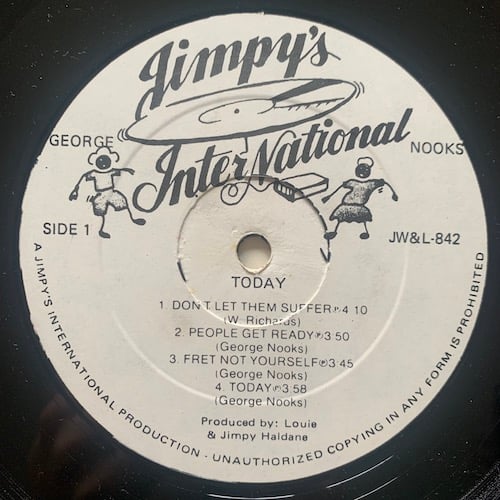 Jimpy's
InterNational
GEORGE NOOKS
SIDE 1 JW&L-842
TODAY
1. DON'T LET THEM SUFFER℗4 10
(W. Richards)
2. PEOPLE GET READY℗3 50
(George Nooks)
3. FRET NOT YOURSELF℗3 45
(George Nooks)
4. TODAY℗3 58
(George Nooks)
Produced by: Louie
& Jimpy Haldane
A JIMPY'S INTERNATIONAL PRODUCTION - UNAUTHORIZED COPYING IN ANY FORM IS PROHIBITED